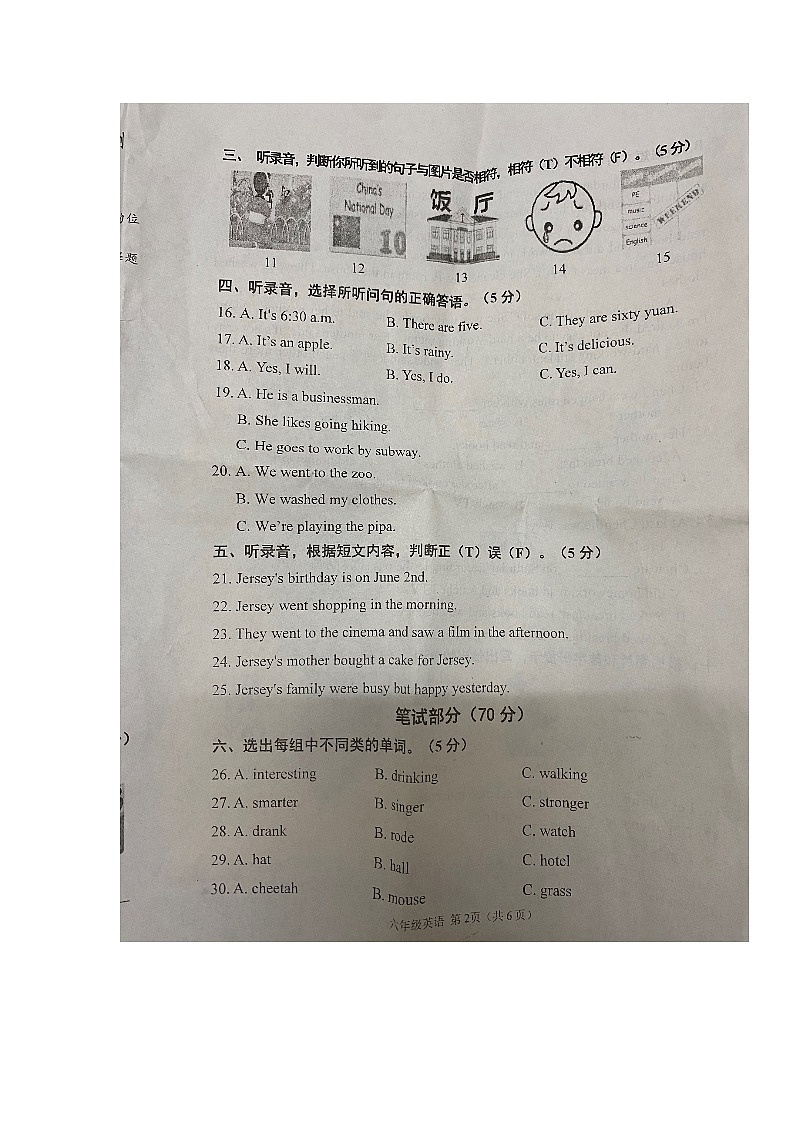 三、 听录音，判断你所听到的句子与图片是否相符，相符（T）不相符（F）。（5分）
China's
National Day
10
饭 厅
PE
music
science
English
WEEKEND
11 12 13 14 15
四、听录音，选择所听问句的正确答语。（5分）
16. A. It's 6:30 a.m. B. There are five. C. They are sixty yuan.
17. A. It's an apple. B. It's rainy. C. It's delicious.
18. A. Yes, I will. B. Yes, I do. C. Yes, I can.
19. A. He is a businessman.
B. She likes going hiking.
C. He goes to work by subway.
20. A. We went to the zoo.
B. We washed my clothes.
C. We're playing the pipa.
五、听录音，根据短文内容，判断正（T）误（F）。（5分）
21. Jersey's birthday is on June 2nd.
22. Jersey went shopping in the morning.
23. They went to the cinema and saw a film in the afternoon.
24. Jersey's mother bought a cake for Jersey.
25. Jersey's family were busy but happy yesterday.
笔试部分（70分）
六、选出每组中不同类的单词。（5分）
26. A. interesting B. drinking C. walking
27. A. smarter B. singer C. stronger
28. A. drank B. rode C. watch
29. A. hat B. hall C. hotel
30. A. cheetah B. mouse C. grass
六年级英语 第2页（共6页）